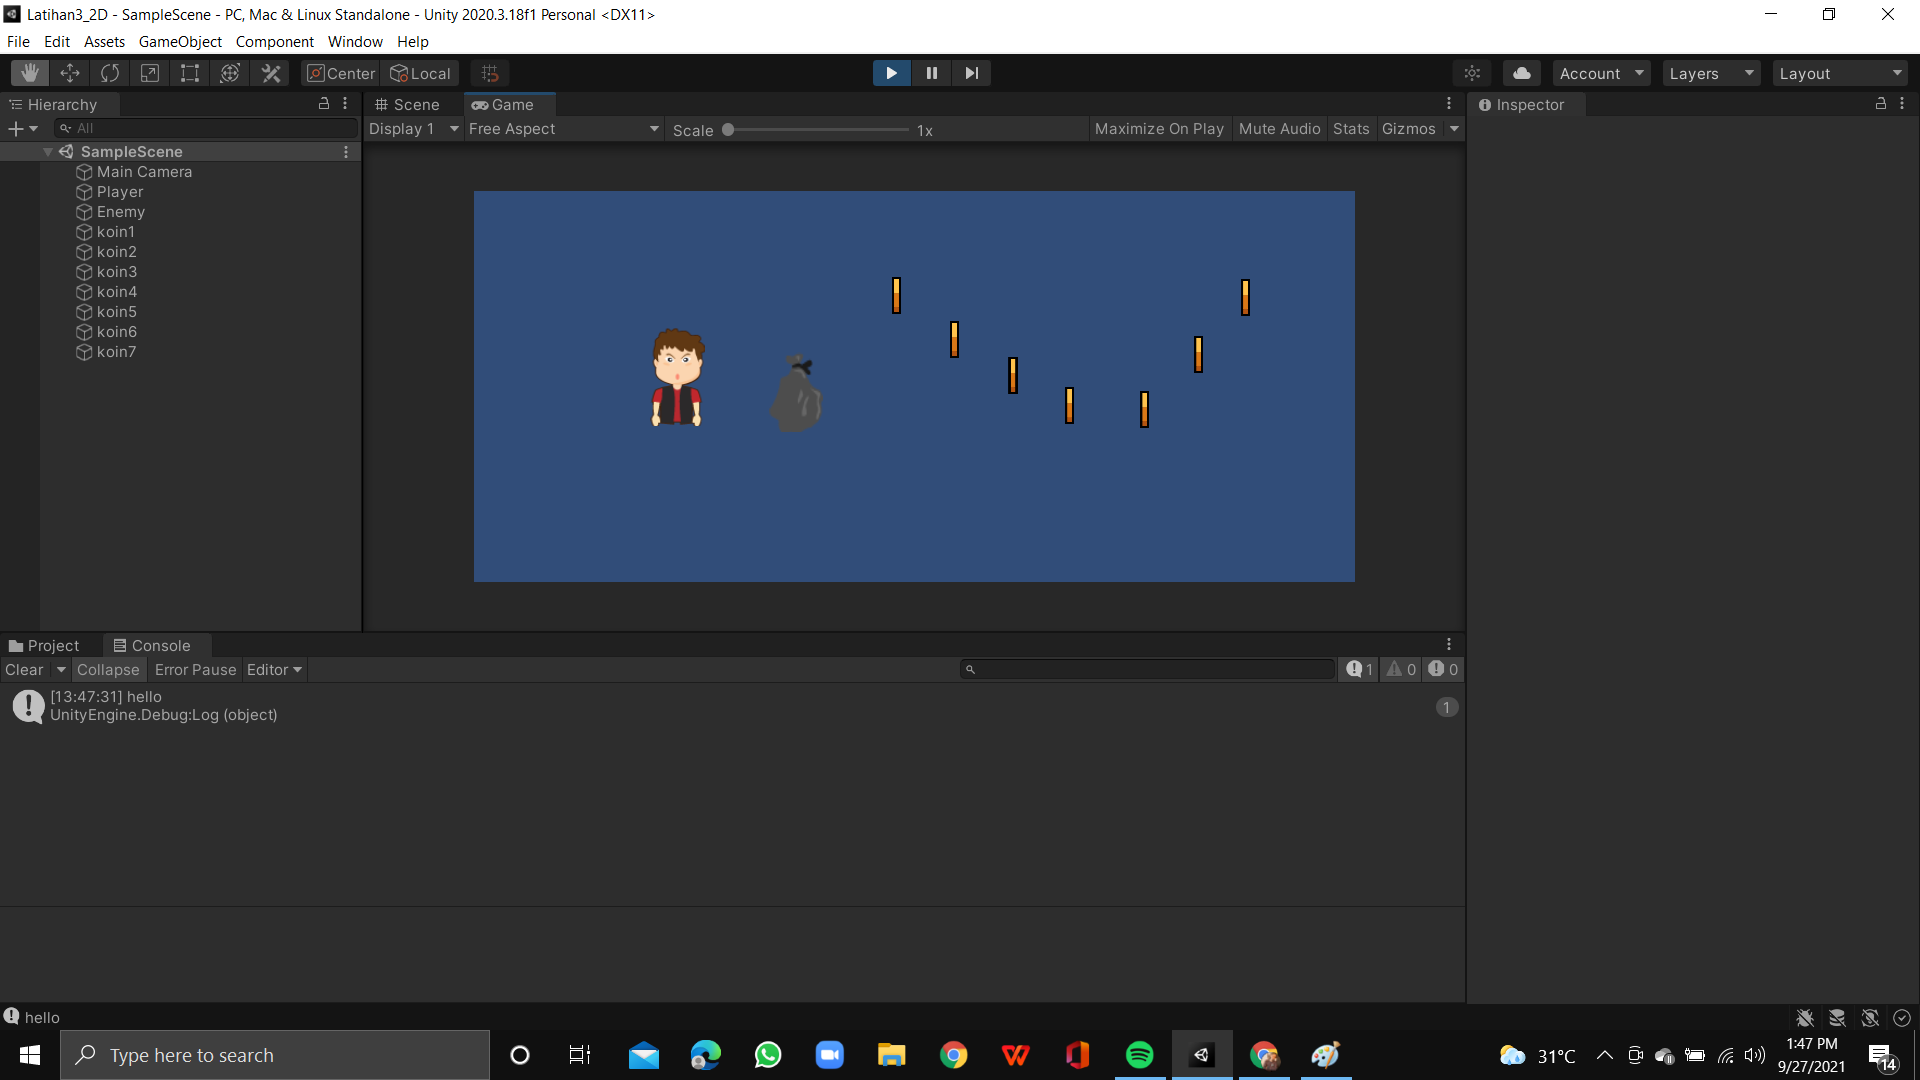 Latihan3_2D - SampleScene - PC, Mac & Linux Standalone - Unity 2020.3.18f1 Personal <DX11>
File Edit Assets GameObject Component Window Help
Center Local Account Layers Layout
Hierarchy Scene Game Inspector
All Display 1 Free Aspect Scale 1x Maximize On Play Mute Audio Stats Gizmos
SampleScene
Main Camera
Player
Enemy
koin1
koin2
koin3
koin4
koin5
koin6
koin7
Project Console
Clear Collapse Error Pause Editor 1 0 0
[13:47:31] hello
UnityEngine.Debug:Log (object)
1
hello
Type here to search
31°C
1:47 PM
9/27/2021
14